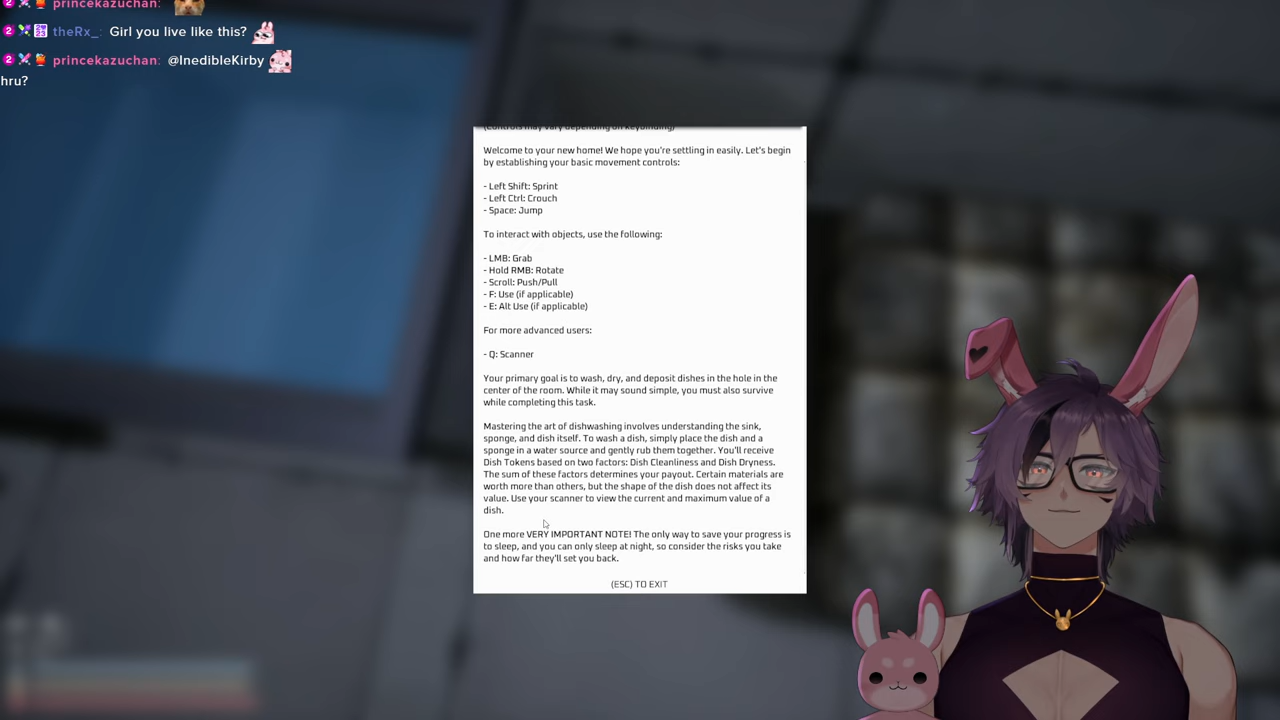 princekazuchan:
theRx_: Girl you live like this?
princekazuchan: @InedibleKirby
hru?
(Controls may vary depending on keybinding)
Welcome to your new home! We hope you're settling in easily. Let's begin
by establishing your basic movement controls:
- Left Shift: Sprint
- Left Ctrl: Crouch
- Space: Jump
To interact with objects, use the following:
- LMB: Grab
- Hold RMB: Rotate
- Scroll: Push/Pull
- F: Use (if applicable)
- E: Alt Use (if applicable)
For more advanced users:
- Q: Scanner
Your primary goal is to wash, dry, and deposit dishes in the hole in the
center of the room. While it may sound simple, you must also survive
while completing this task.
Mastering the art of dishwashing involves understanding the sink,
sponge, and dish itself. To wash a dish, simply place the dish and a
sponge in a water source and gently rub them together. You'll receive
Dish Tokens based on two factors: Dish Cleanliness and Dish Dryness.
The sum of these factors determines your payout. Certain materials are
worth more than others, but the shape of the dish does not affect its
value. Use your scanner to view the current and maximum value of a
dish.
One more VERY IMPORTANT NOTE! The only way to save your progress is
to sleep, and you can only sleep at night, so consider the risks you take
and how far they'll set you back.
(ESC) TO EXIT